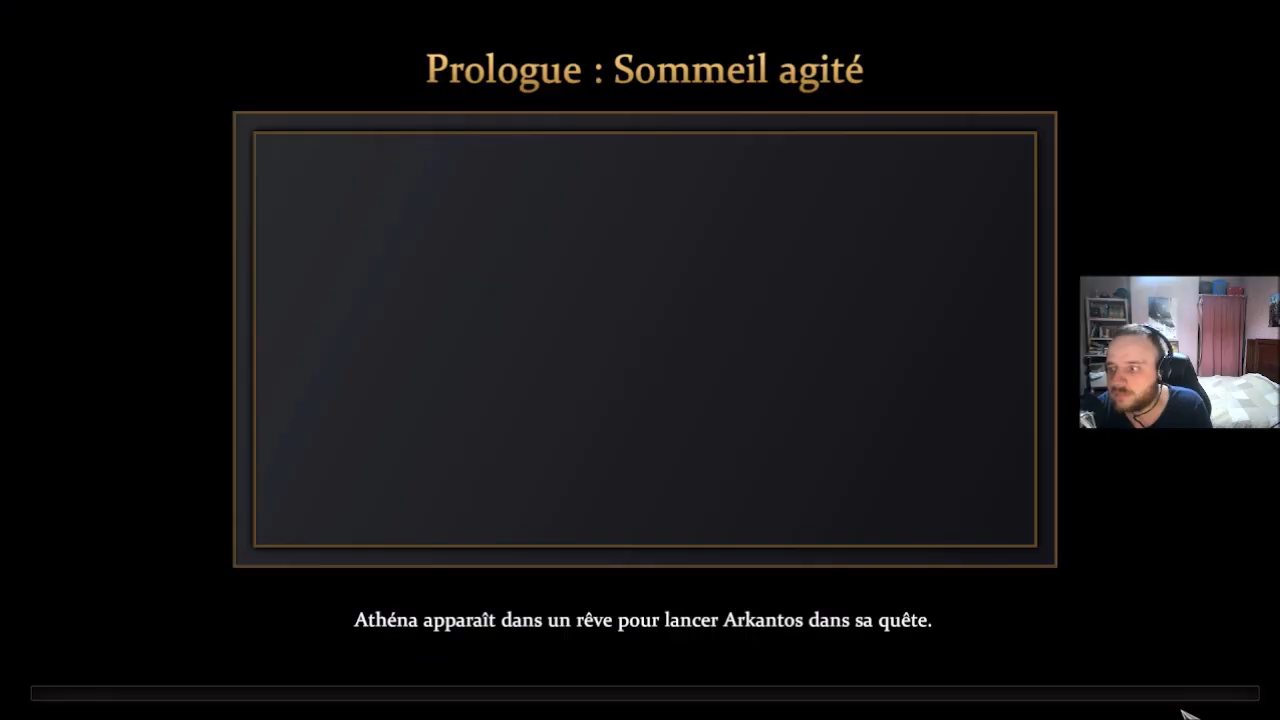 Prologue : Sommeil agité
Athéna apparaît dans un rêve pour lancer Arkantos dans sa quête.